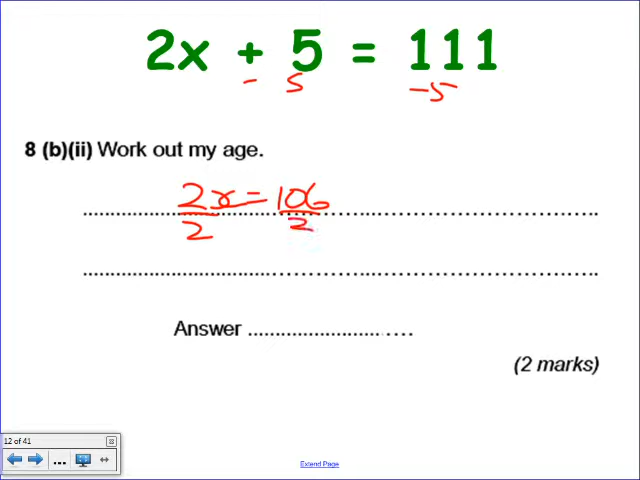 2x + 5 = 111
- 5 -5
8 (b)(ii) Work out my age.
2x = 106
2 2
Answer ............................
(2 marks)
12 of 41
...
Extend Page